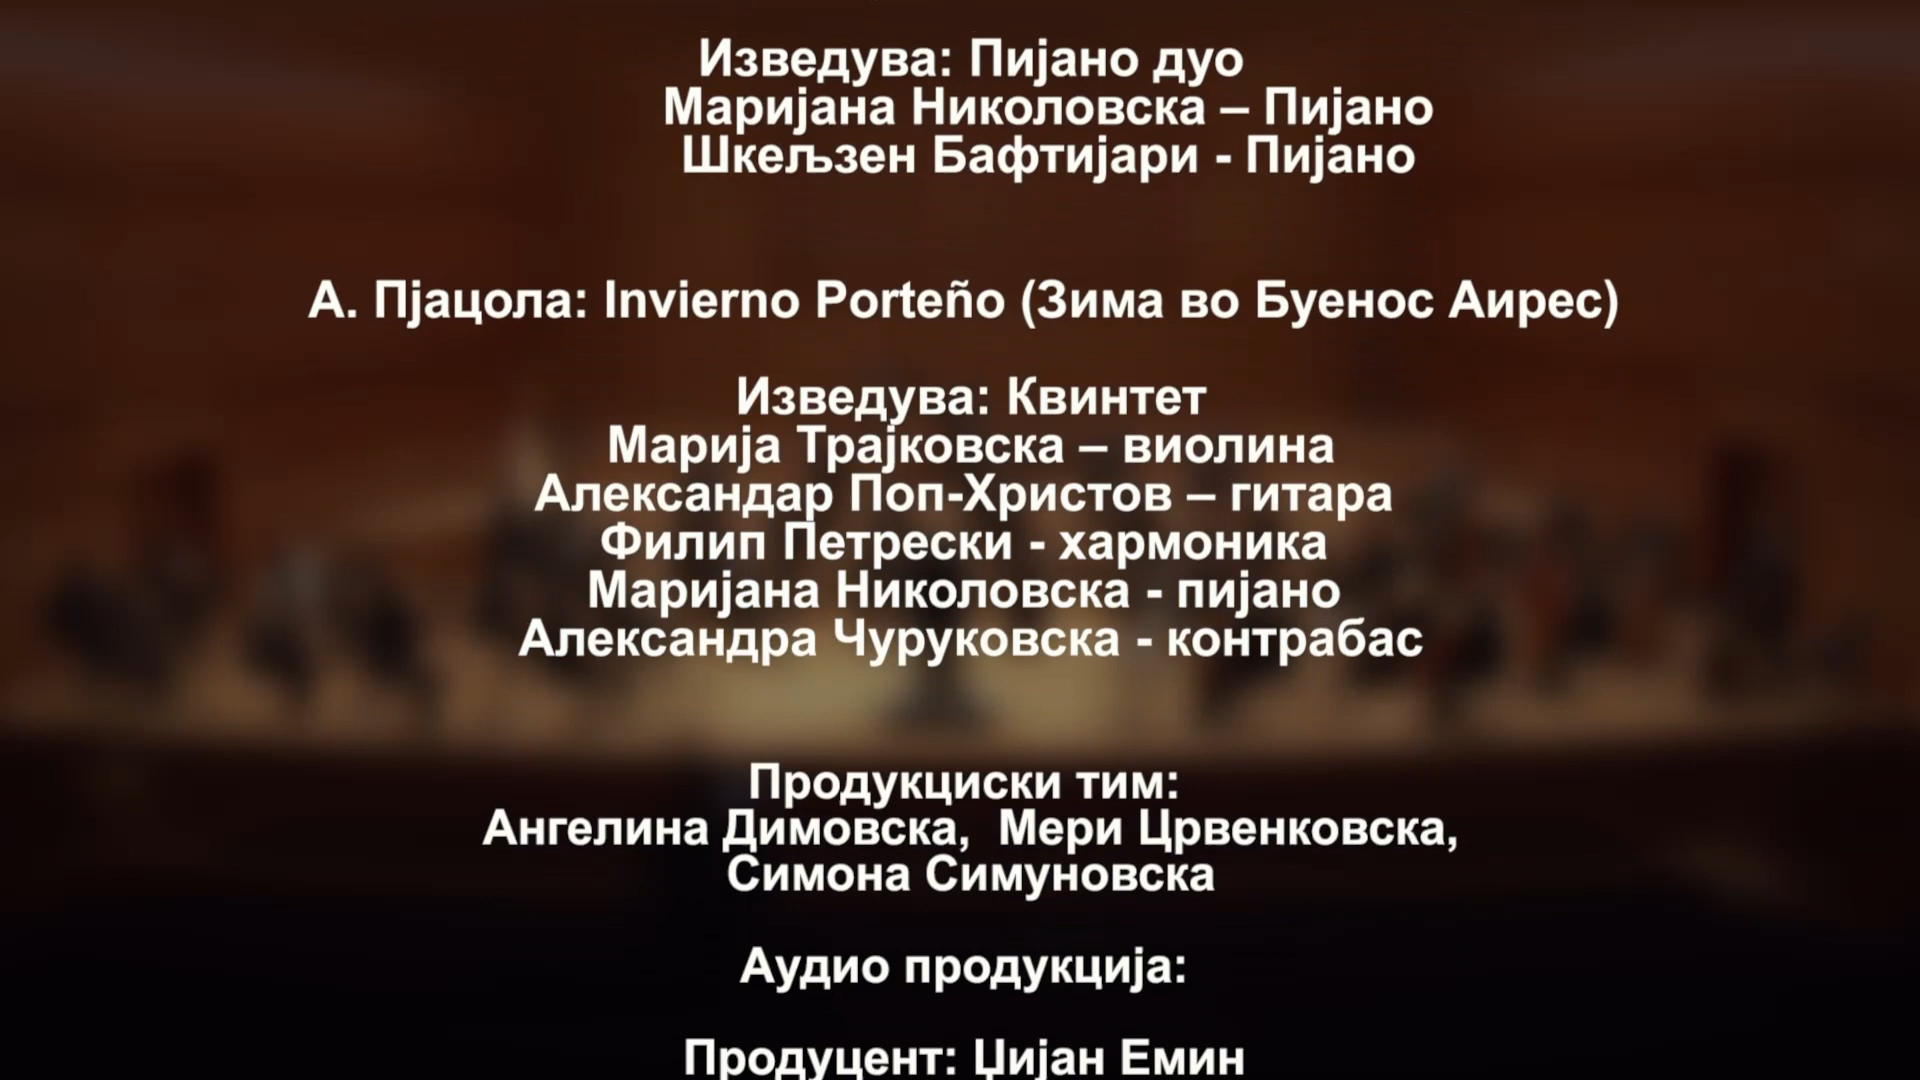 Изведува: Пијано дуо
Маријана Николовска – Пијано
Шкељзен Бафтијари - Пијано
А. Пјацола: Invierno Porteño (Зима во Буенос Аирес)
Изведува: Квинтет
Марија Трајковска – виолина
Александар Поп-Христов – гитара
Филип Петрески - хармоника
Маријана Николовска - пијано
Александра Чуруковска - контрабас
Продукциски тим:
Ангелина Димовска,  Мери Црвенковска,
Симона Симуновска
Аудио продукција:
Продуцент: Џијан Емин